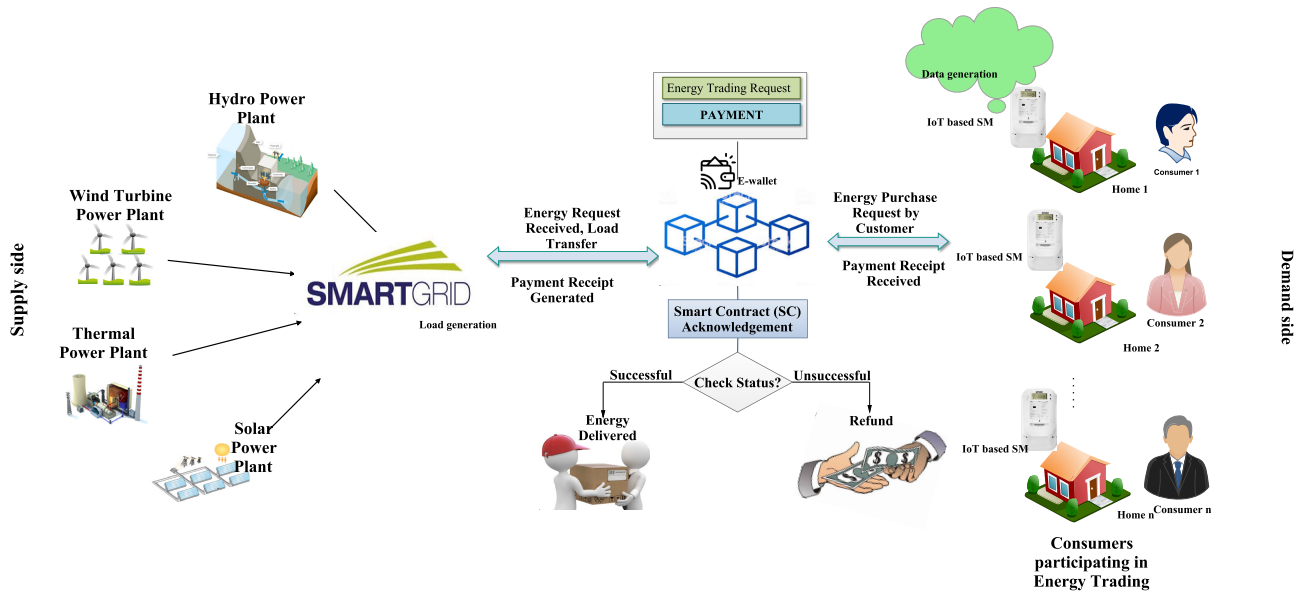 Supply side
Hydro Power
Plant
Wind Turbine
Power Plant
Thermal
Power Plant
Solar
Power
Plant
SMARTGRID
Load generation
Energy Request
Received, Load
Transfer
Payment Receipt
Generated
Energy Trading Request
PAYMENT
E-wallet
Smart Contract (SC)
Acknowledgement
Check Status?
Successful
Unsuccessful
Energy
Delivered
Refund
Energy Purchase
Request by
Customer
Payment Receipt
Received
Data generation
IoT based SM
Home 1
Consumer 1
IoT based SM
Home 2
Consumer 2
IoT based SM
Home n
Consumer n
Consumers
participating in
Energy Trading
Demand side